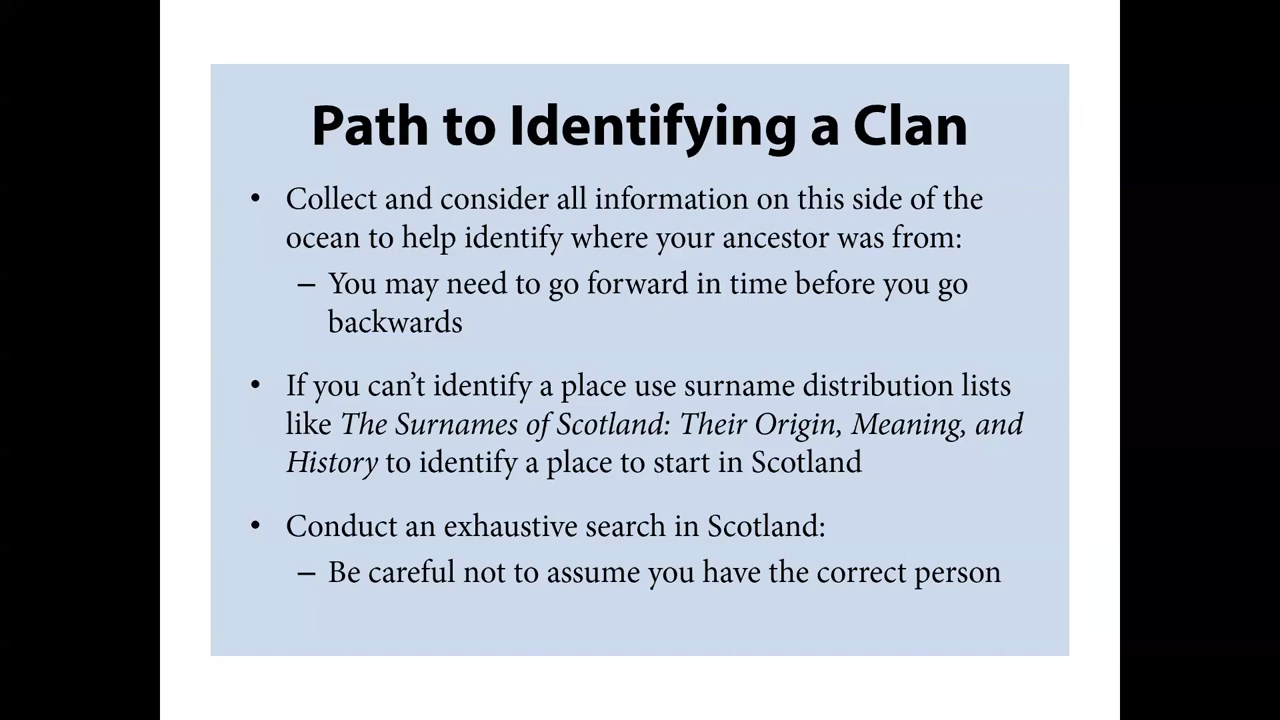 Path to Identifying a Clan
• Collect and consider all information on this side of the
ocean to help identify where your ancestor was from:
– You may need to go forward in time before you go
backwards
• If you can’t identify a place use surname distribution lists
like The Surnames of Scotland: Their Origin, Meaning, and
History to identify a place to start in Scotland
• Conduct an exhaustive search in Scotland:
– Be careful not to assume you have the correct person